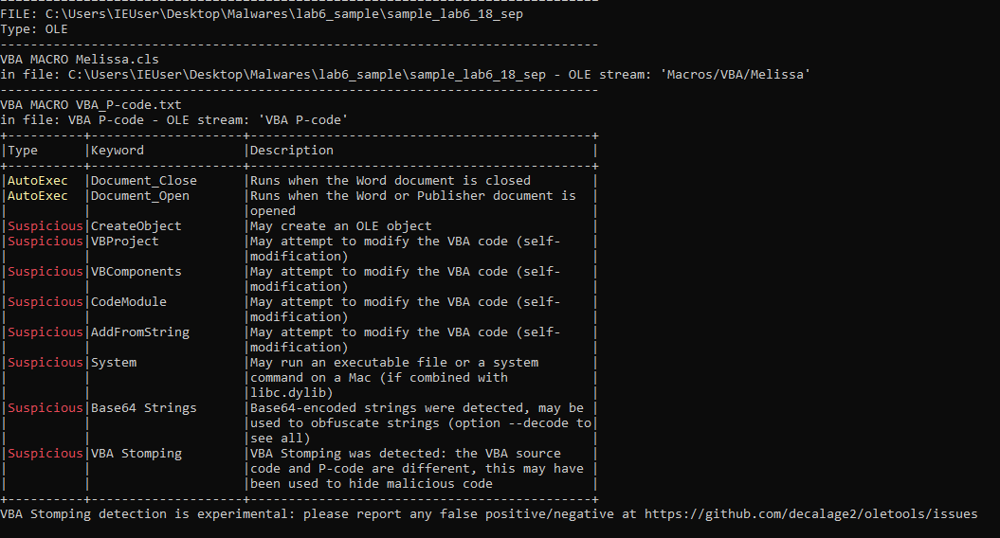 -------------------------------------------------------------------------------
FILE: C:\Users\IEUser\Desktop\Malwares\lab6_sample\sample_lab6_18_sep
Type: OLE
-------------------------------------------------------------------------------
VBA MACRO Melissa.cls
in file: C:\Users\IEUser\Desktop\Malwares\lab6_sample\sample_lab6_18_sep - OLE stream: 'Macros/VBA/Melissa'
-------------------------------------------------------------------------------
VBA MACRO VBA_P-code.txt
in file: VBA P-code - OLE stream: 'VBA P-code'
+----------+--------------------+---------------------------------------------+
|Type      |Keyword             |Description                                  |
+----------+--------------------+---------------------------------------------+
|AutoExec  |Document_Close      |Runs when the Word document is closed        |
|AutoExec  |Document_Open       |Runs when the Word or Publisher document is  |
|          |                    |opened                                       |
|Suspicious|CreateObject        |May create an OLE object                     |
|Suspicious|VBProject           |May attempt to modify the VBA code (self-    |
|          |                    |modification)                                |
|Suspicious|VBComponents        |May attempt to modify the VBA code (self-    |
|          |                    |modification)                                |
|Suspicious|CodeModule          |May attempt to modify the VBA code (self-    |
|          |                    |modification)                                |
|Suspicious|AddFromString       |May attempt to modify the VBA code (self-    |
|          |                    |modification)                                |
|Suspicious|System              |May run an executable file or a system       |
|          |                    |command on a Mac (if combined with           |
|          |                    |libc.dylib)                                  |
|Suspicious|Base64 Strings      |Base64-encoded strings were detected, may be |
|          |                    |used to obfuscate strings (option --decode to|
|          |                    |see all)                                     |
|Suspicious|VBA Stomping        |VBA Stomping was detected: the VBA source    |
|          |                    |code and P-code are different, this may have |
|          |                    |been used to hide malicious code             |
+----------+--------------------+---------------------------------------------+
VBA Stomping detection is experimental: please report any false positive/negative at https://github.com/decalage2/oletools/issues